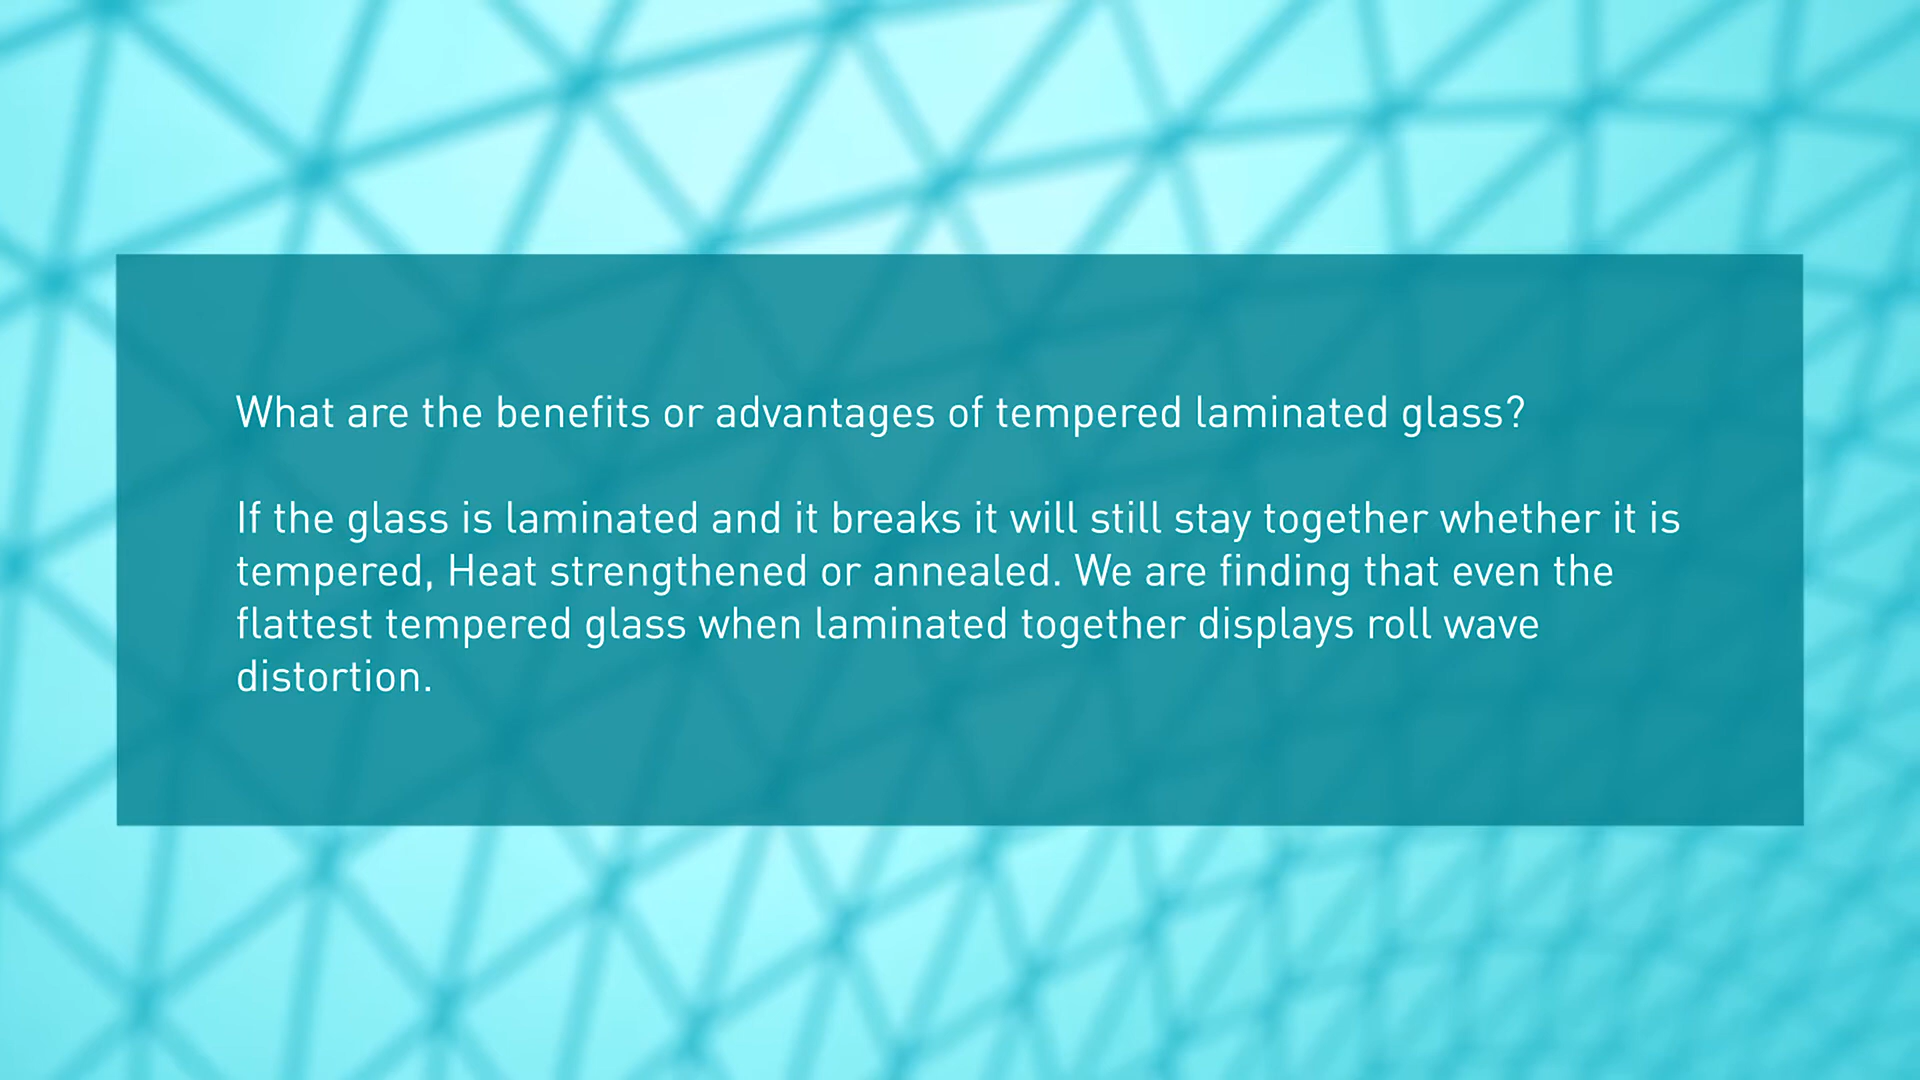 What are the benefits or advantages of tempered laminated glass?
If the glass is laminated and it breaks it will still stay together whether it is
tempered, Heat strengthened or annealed. We are finding that even the
flattest tempered glass when laminated together displays roll wave
distortion.